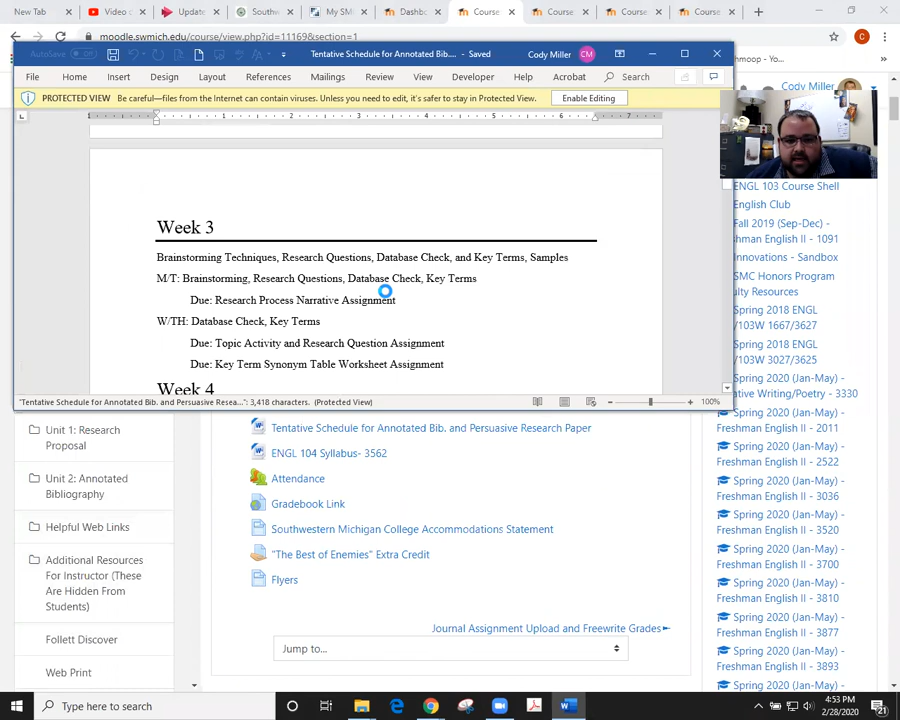 New Tab
Video c
Update
Southw
My SM
Dashbo
Course
Course
Course
Course
moodle.swmich.edu/course/view.php?id=11169&section=1
AutoSave
Off
Tentative Schedule for Annotated Bib.... - Saved
Cody Miller
CM
File
Home
Insert
Design
Layout
References
Mailings
Review
View
Developer
Help
Acrobat
Search
PROTECTED VIEW
Be careful—files from the Internet can contain viruses. Unless you need to edit, it's safer to stay in Protected View.
Enable Editing
hmoop - Yo...
Cody Miller
Week 3
Brainstorming Techniques, Research Questions, Database Check, and Key Terms, Samples
M/T: Brainstorming, Research Questions, Database Check, Key Terms
Due: Research Process Narrative Assignment
W/TH: Database Check, Key Terms
Due: Topic Activity and Research Question Assignment
Due: Key Term Synonym Table Worksheet Assignment
Week 4
"Tentative Schedule for Annotated Bib. and Persuasive Resea...": 3,418 characters. (Protected View)
100%
Unit 1: Research
Proposal
Unit 2: Annotated
Bibliography
Helpful Web Links
Additional Resources
For Instructor (These
Are Hidden From
Students)
Follett Discover
Web Print
Tentative Schedule for Annotated Bib. and Persuasive Research Paper
ENGL 104 Syllabus- 3562
Attendance
Gradebook Link
Southwestern Michigan College Accommodations Statement
"The Best of Enemies" Extra Credit
Flyers
Journal Assignment Upload and Freewrite Grades
Jump to...
ENGL 103 Course Shell
English Club
Fall 2019 (Sep-Dec) -
hman English II - 1091
nnovations - Sandbox
SMC Honors Program
ulty Resources
Spring 2018 ENGL
/103W 1667/3627
Spring 2018 ENGL
/103W 3027/3625
Spring 2020 (Jan-May) -
ative Writing/Poetry - 3330
Spring 2020 (Jan-May) -
Freshman English II - 2011
Spring 2020 (Jan-May) -
Freshman English II - 2522
Spring 2020 (Jan-May) -
Freshman English II - 3036
Spring 2020 (Jan-May) -
Freshman English II - 3520
Spring 2020 (Jan-May) -
Freshman English II - 3700
Spring 2020 (Jan-May) -
Freshman English II - 3810
Spring 2020 (Jan-May) -
Freshman English II - 3877
Spring 2020 (Jan-May) -
Freshman English II - 3893
Spring 2020 (Jan-May) -
Type here to search
4:53 PM
2/28/2020
21